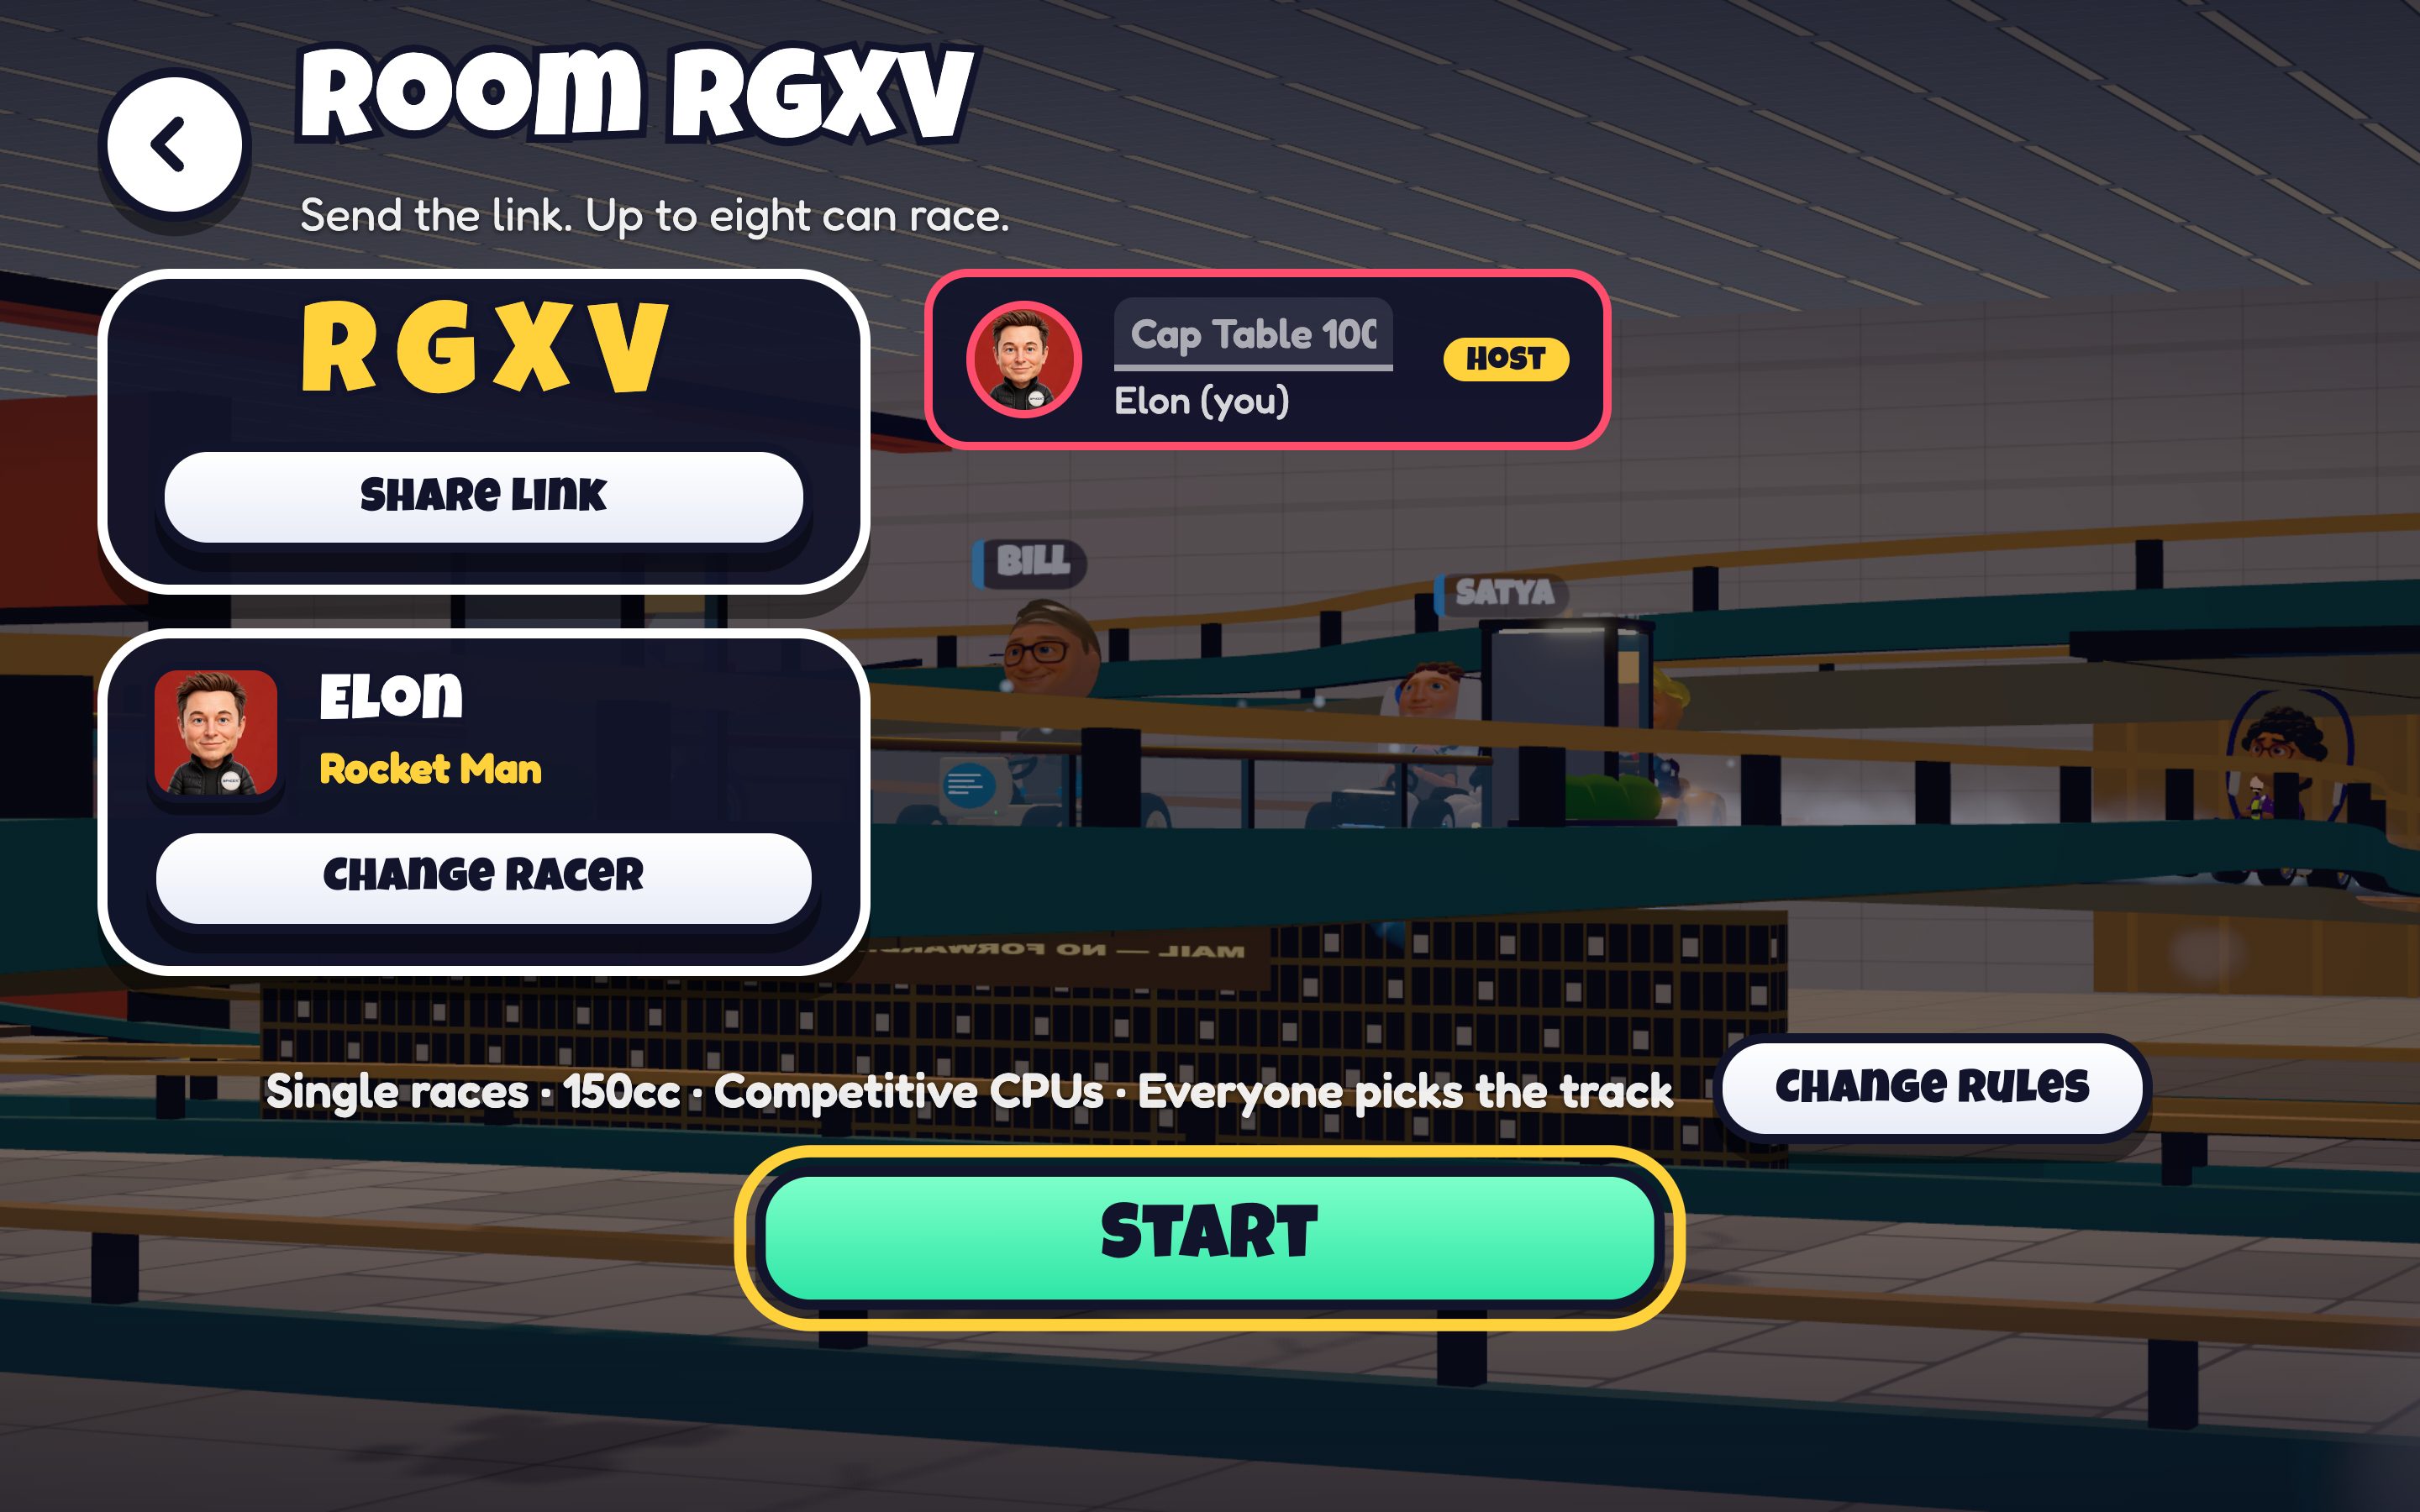 Room RGXV
Send the link. Up to eight can race.
RGXV
SHARE LINK
Cap Table 100
Elon (you)
HOST
BILL
SATYA
ELON
Rocket Man
CHANGE RACER
MAIL — NO FORWARD
Single races · 150cc · Competitive CPUs · Everyone picks the track
CHANGE RULES
START